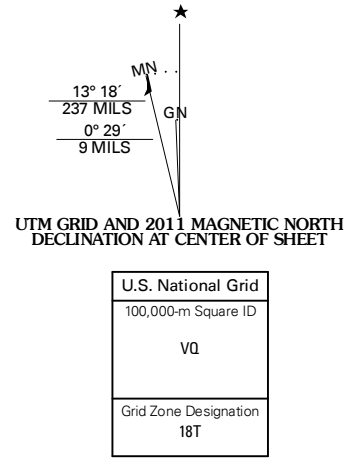 ★
MN
13° 18´
237 MILS
GN
0° 29´
9 MILS
UTM GRID AND 2011 MAGNETIC NORTH
DECLINATION AT CENTER OF SHEET
U.S. National Grid
100,000-m Square ID
VQ
Grid Zone Designation
18T